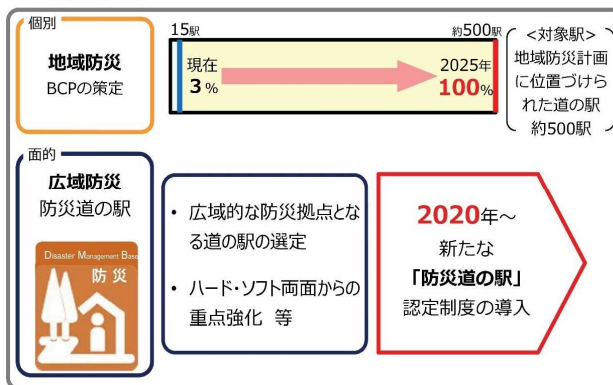 個別
地域防災
BCPの策定
15駅
約500駅
現在
3%
2025年
100%
<対象駅>
地域防災計画
に位置づけら
れた道の駅
約500駅
面的
広域防災
防災道の駅
Disaster Management Base
防災
• 広域的な防災拠点とな
る道の駅の選定
• ハード・ソフト両面からの
重点強化 等
2020年～
新たな
「防災道の駅」
認定制度の導入